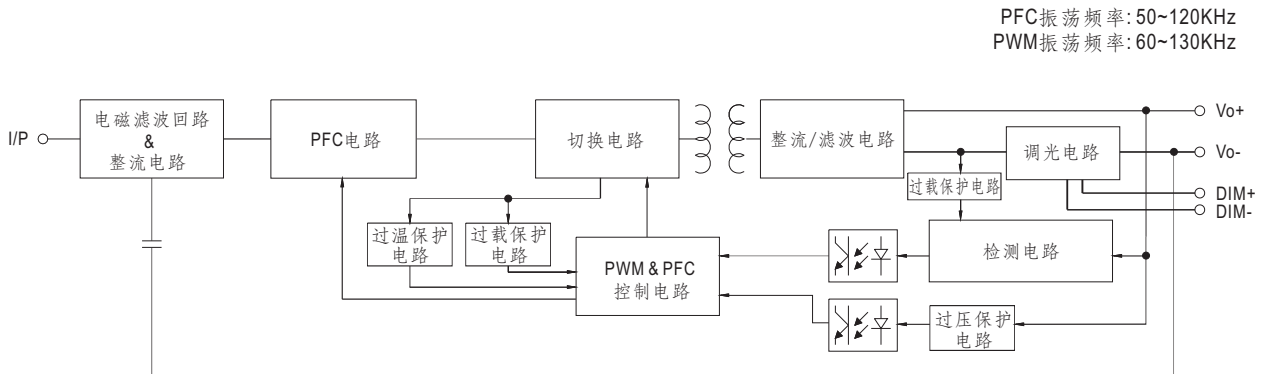 PFC振荡频率: 50~120KHz
PWM振荡频率: 60~130KHz
I/P
电磁滤波回路
&
整流电路
PFC电路
切换电路
整流/滤波电路
调光电路
Vo+
Vo-
DIM+
DIM-
过载保护电路
过温保护
电路
过载保护
电路
PWM & PFC
控制电路
检测电路
过压保护
电路